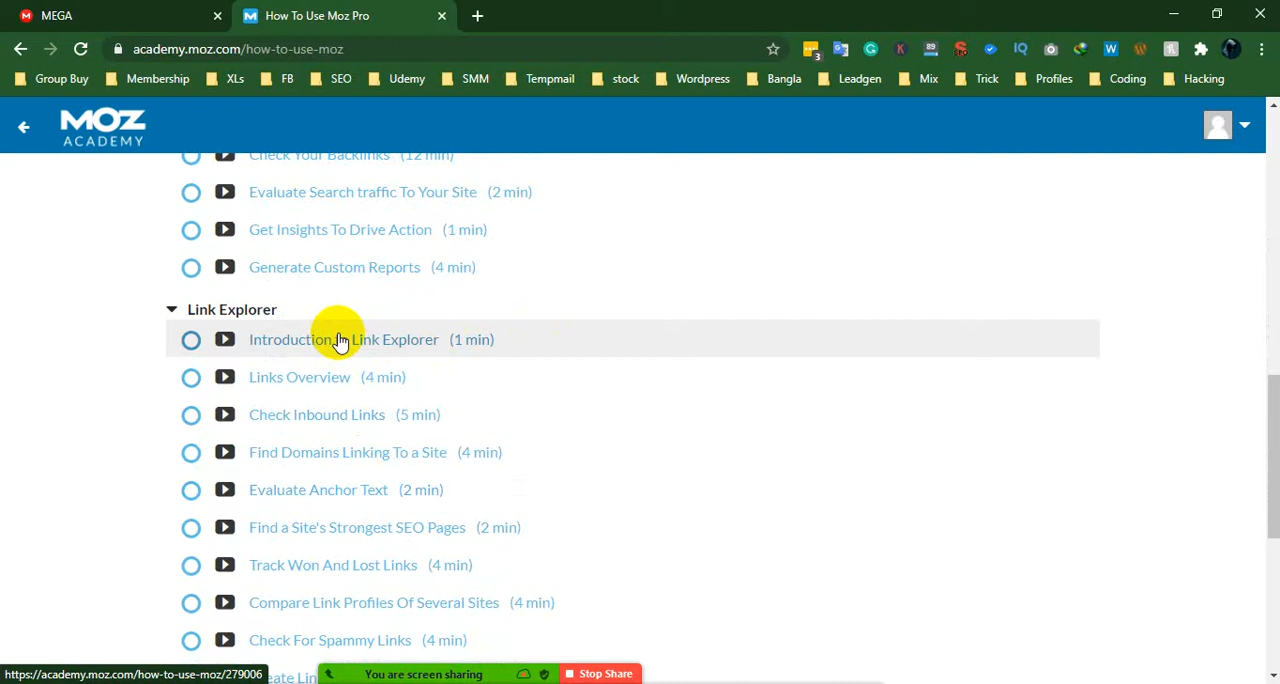 MEGA
How To Use Moz Pro
academy.moz.com/how-to-use-moz
89
IQ
3
Group Buy Membership XLs FB SEO Udemy SMM Tempmail stock Wordpress Bangla Leadgen Mix Trick Profiles Coding Hacking
MOZ
ACADEMY
Check Your Backlinks (12 min)
Evaluate Search traffic To Your Site (2 min)
Get Insights To Drive Action (1 min)
Generate Custom Reports (4 min)
Link Explorer
Introduction Link Explorer (1 min)
Links Overview (4 min)
Check Inbound Links (5 min)
Find Domains Linking To a Site (4 min)
Evaluate Anchor Text (2 min)
Find a Site's Strongest SEO Pages (2 min)
Track Won And Lost Links (4 min)
Compare Link Profiles Of Several Sites (4 min)
Check For Spammy Links (4 min)
https://academy.moz.com/how-to-use-moz/279006
You are screen sharing Stop Share